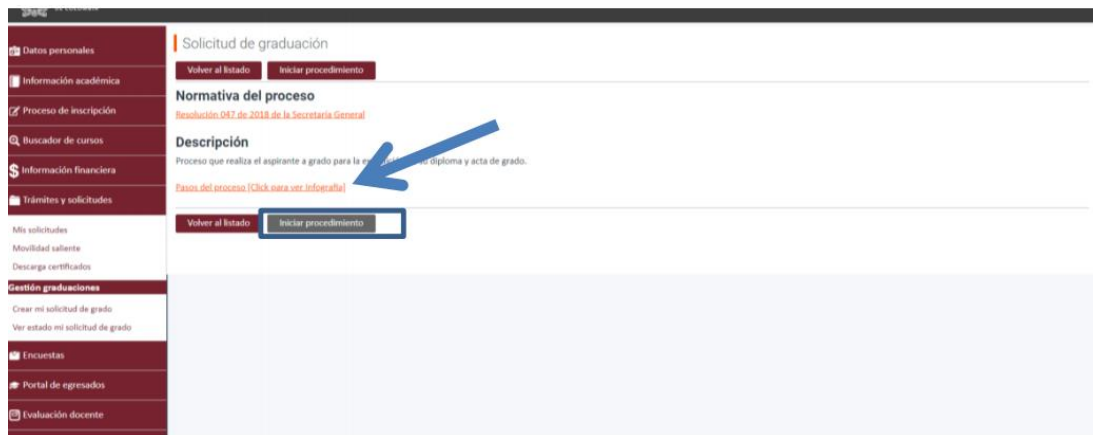 DE COLOMBIA
Datos personales
Información académica
Proceso de inscripción
Buscador de cursos
Información financiera
Trámites y solicitudes
Mis solicitudes
Movilidad saliente
Descarga certificados
Gestión graduaciones
Crear mi solicitud de grado
Ver estado mi solicitud de grado
Encuestas
Portal de egresados
Evaluación docente
Solicitud de graduación
Volver al listado Iniciar procedimiento
Normativa del proceso
Resolución 047 de 2018 de la Secretaría General
Descripción
Proceso que realiza el aspirante a grado para la diploma y acta de grado.
Pasos del proceso [Click para ver Infografía]
Volver al listado Iniciar procedimiento